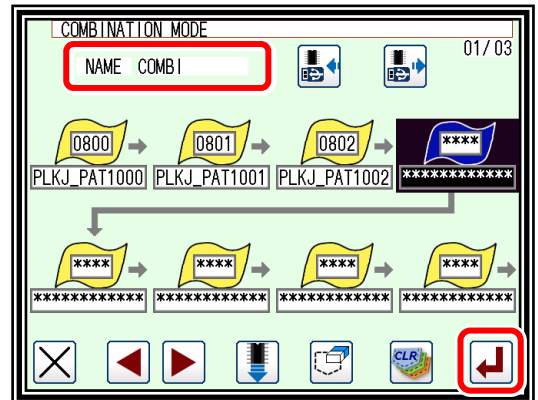 COMBINATION MODE
01/03
NAME COMBI
0800 0801 0802 ****
PLKJ_PAT1000 PLKJ_PAT1001 PLKJ_PAT1002 ************
**** **** **** ****
************ ************ ************ ************
CLR